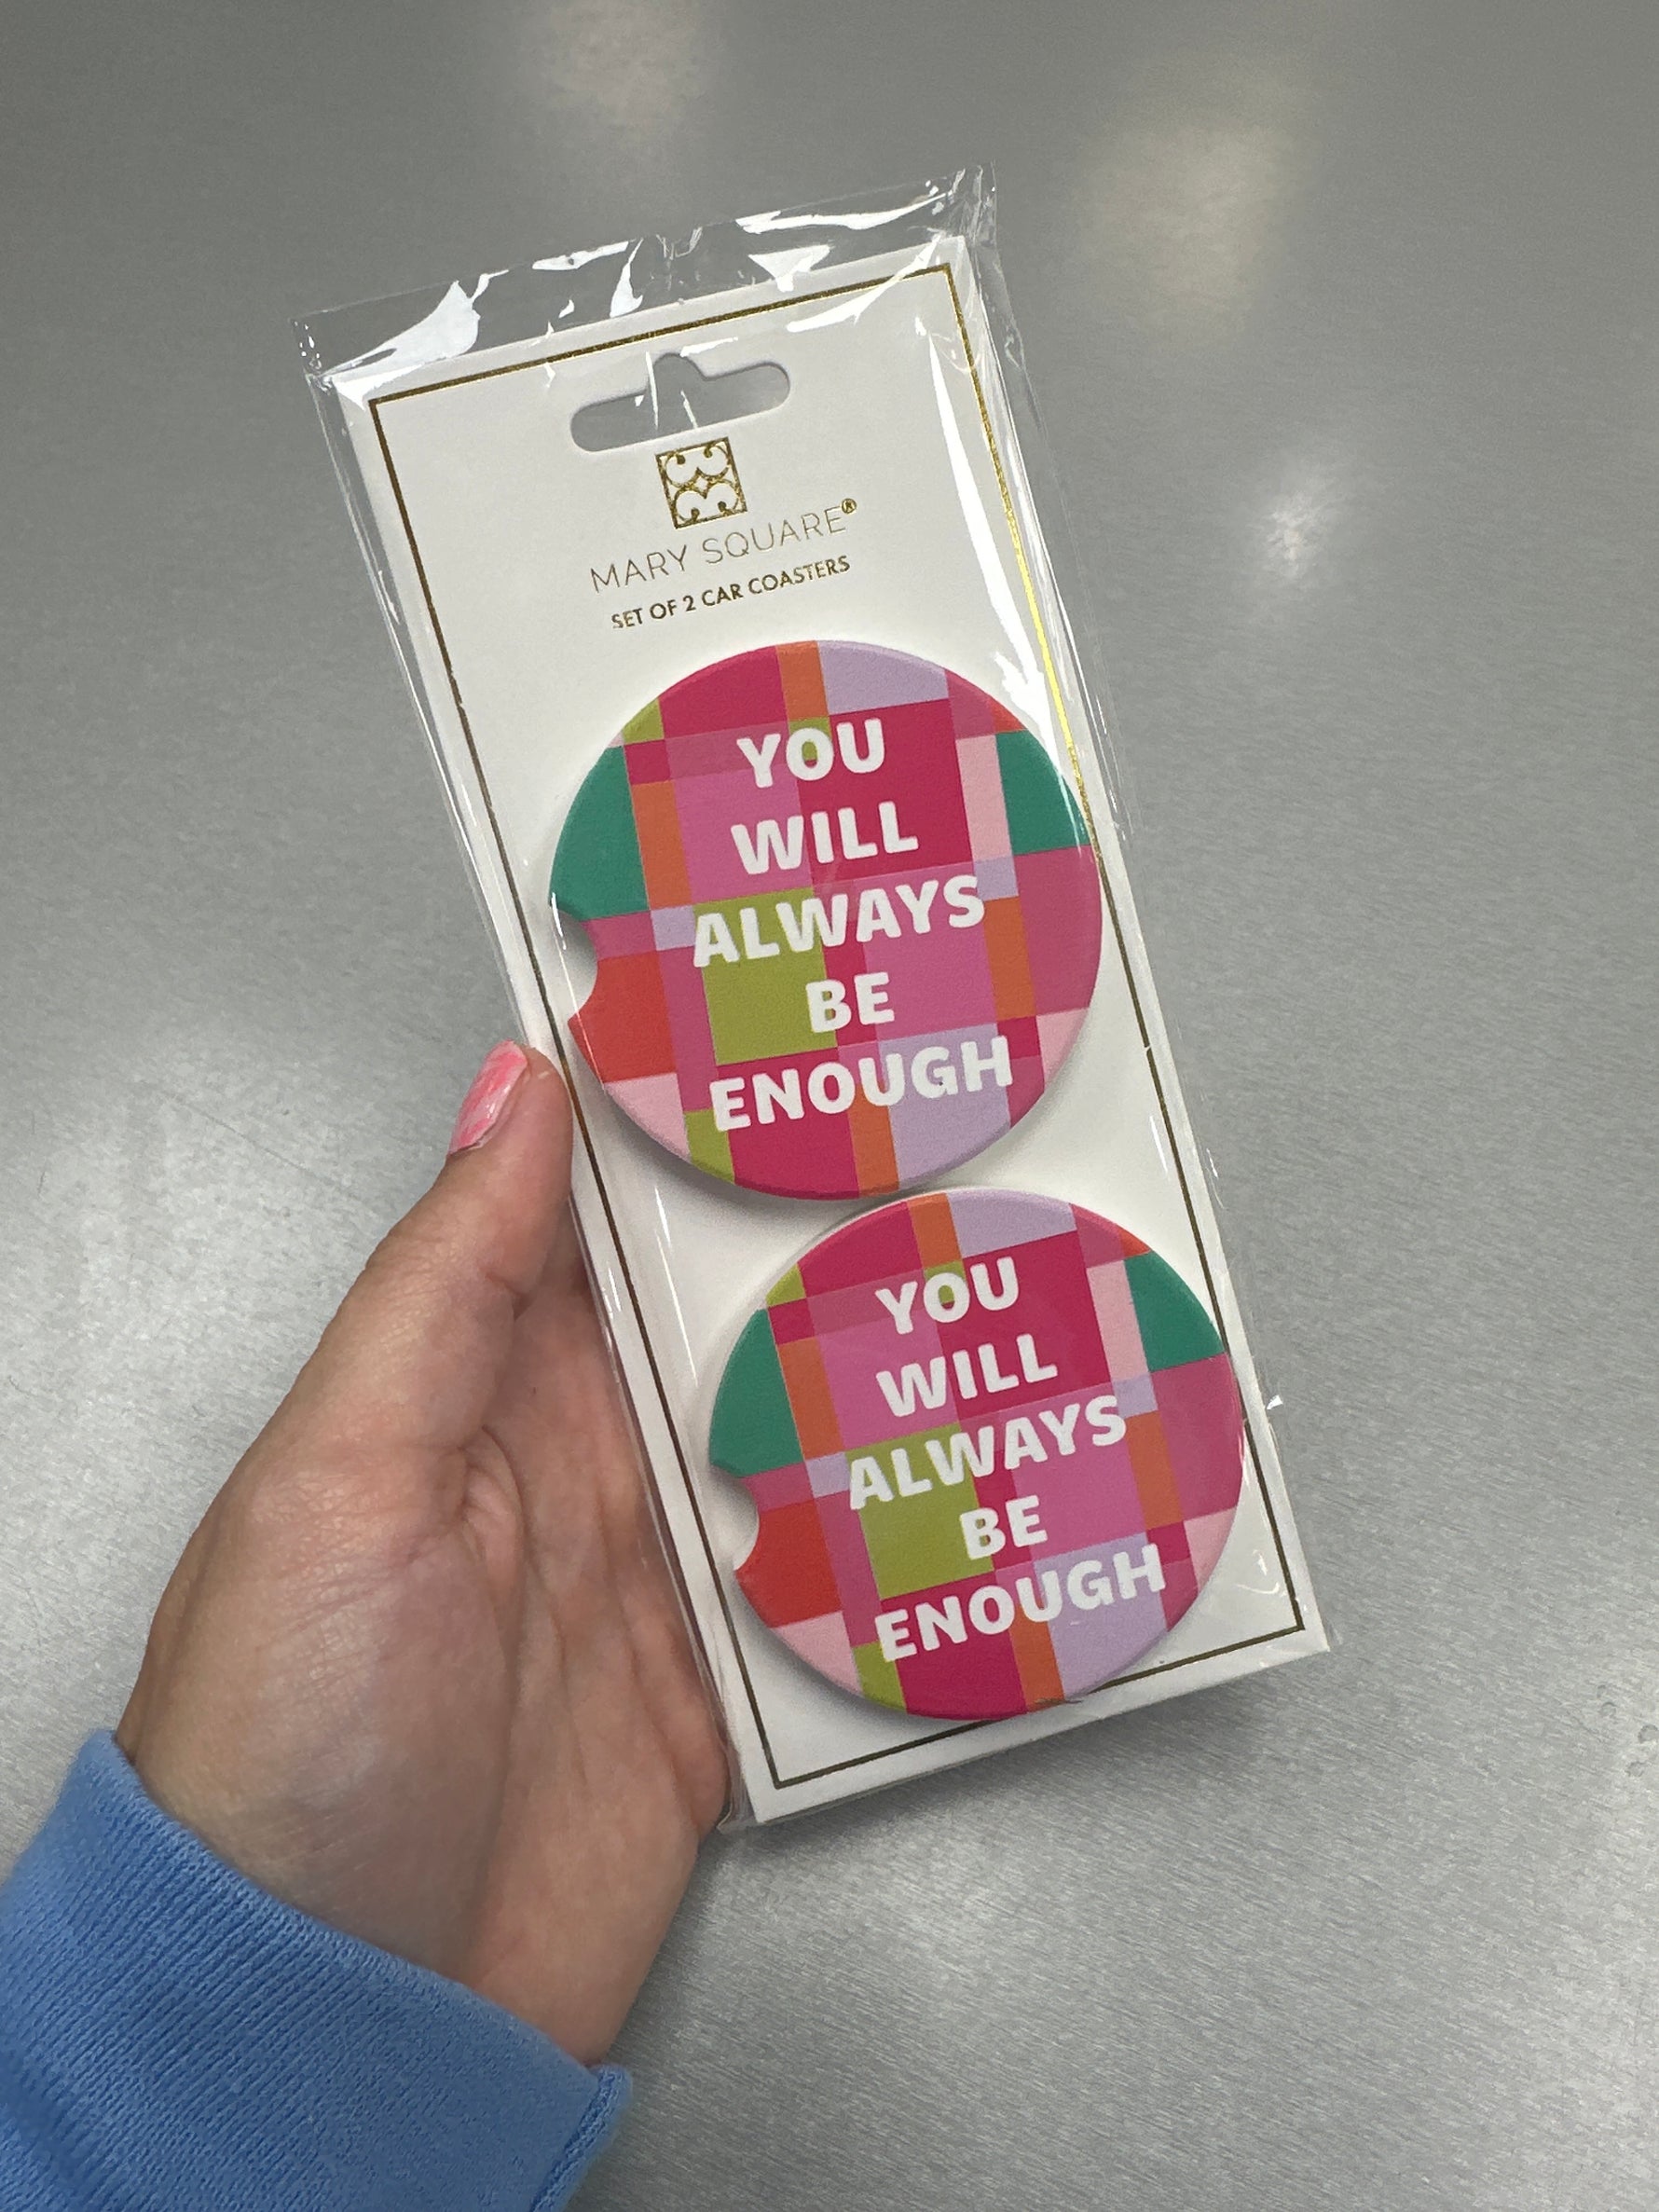 MARY SQUARE®
SET OF 2 CAR COASTERS
YOU
WILL
ALWAYS
BE
ENOUGH
YOU
WILL
ALWAYS
BE
ENOUGH